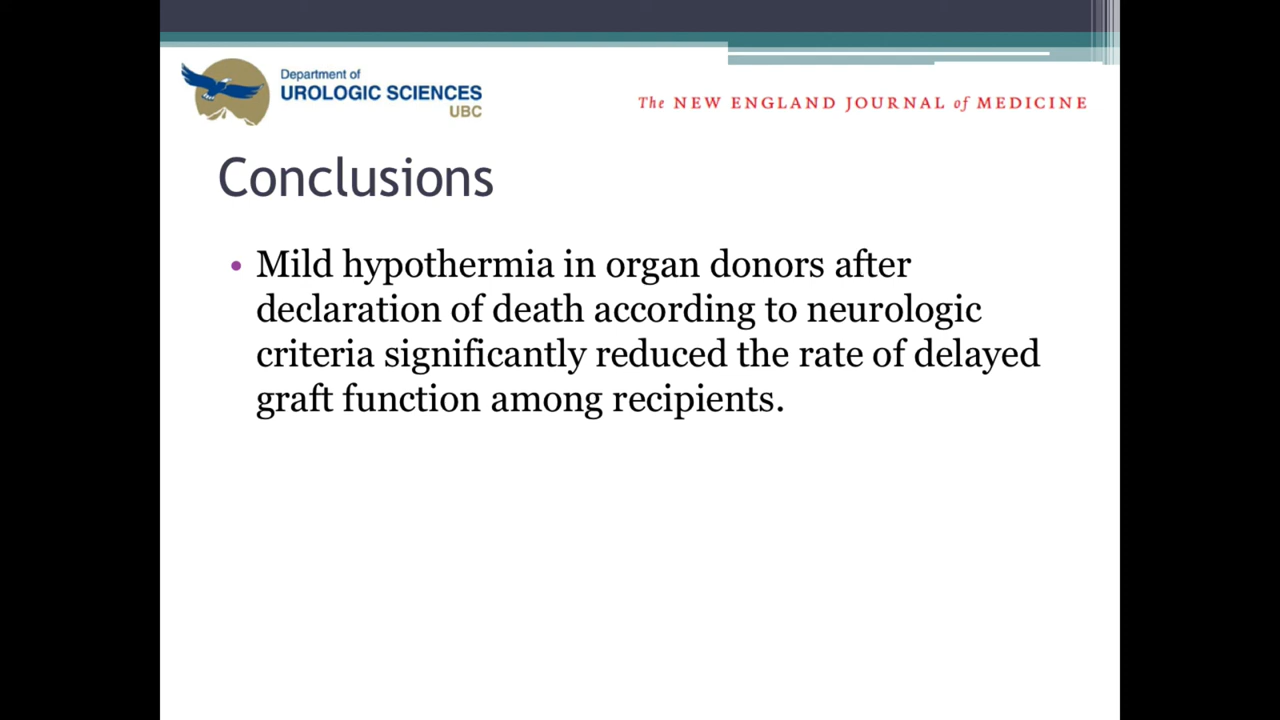 Department of
UROLOGIC SCIENCES
UBC
The NEW ENGLAND JOURNAL of MEDICINE
Conclusions
• Mild hypothermia in organ donors after
declaration of death according to neurologic
criteria significantly reduced the rate of delayed
graft function among recipients.